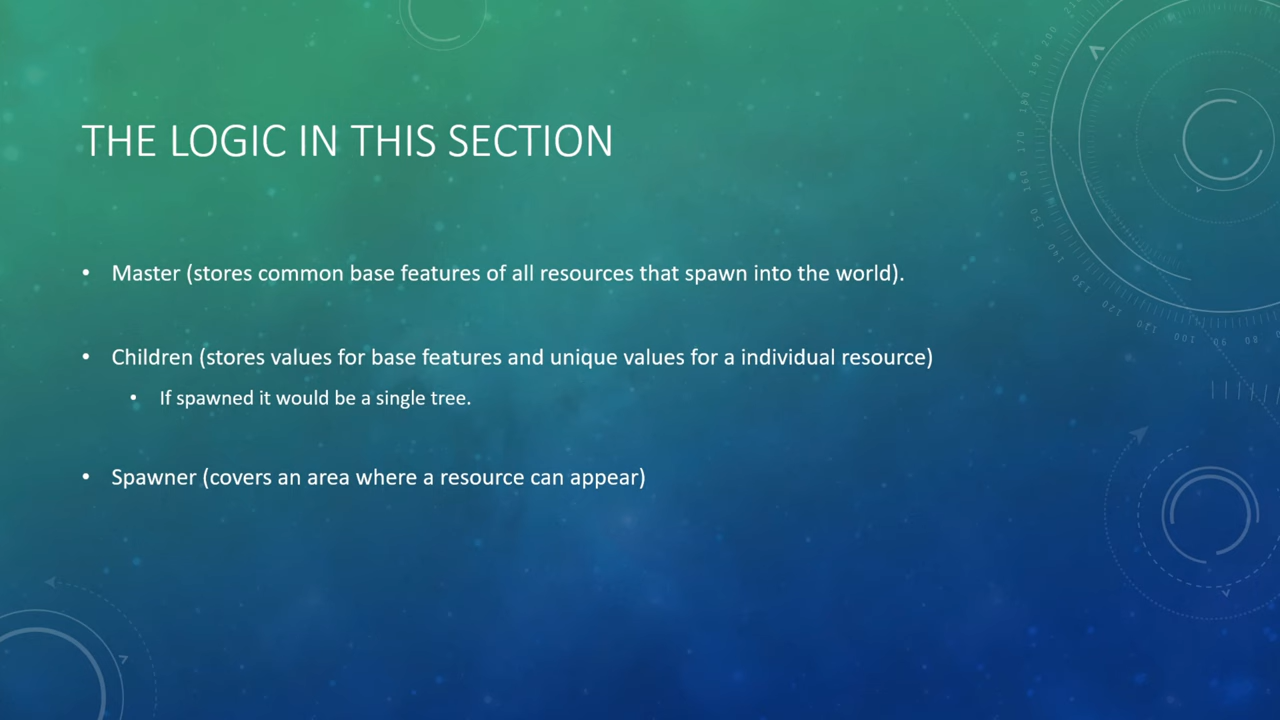 THE LOGIC IN THIS SECTION
• Master (stores common base features of all resources that spawn into the world).
• Children (stores values for base features and unique values for a individual resource)
• If spawned it would be a single tree.
• Spawner (covers an area where a resource can appear)